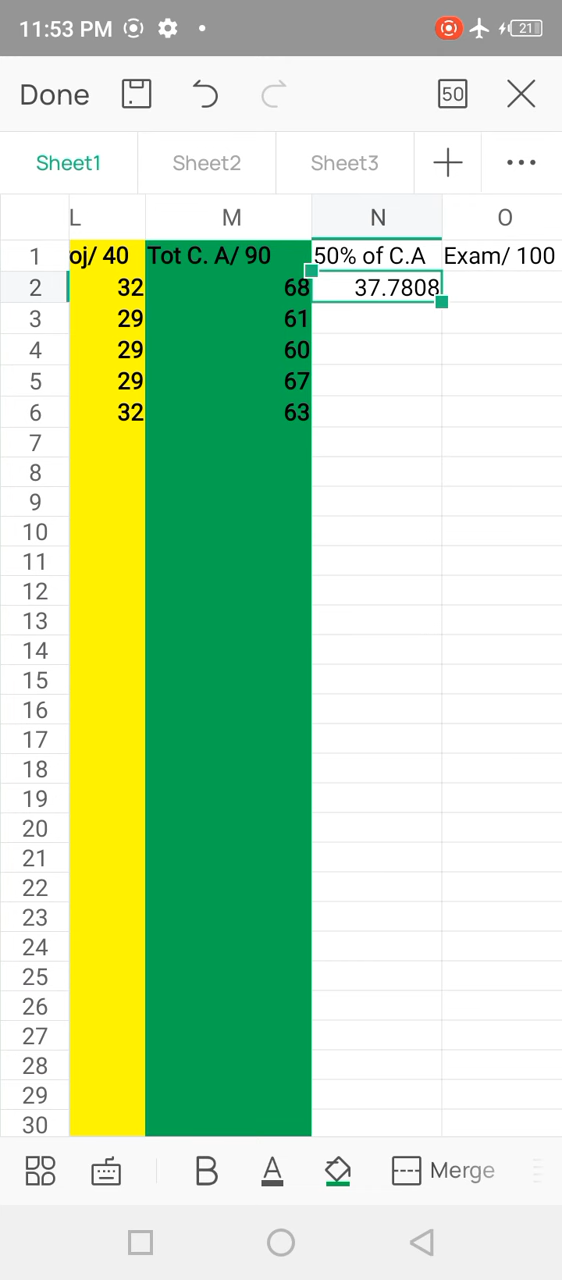 11:53 PM 21
Done 50
Sheet1 Sheet2 Sheet3
L M N O
1 oj/ 40 Tot C. A/ 90 50% of C.A Exam/ 100
2 32 68 37.7808
3 29 61
4 29 60
5 29 67
6 32 63
7
8
9
10
11
12
13
14
15
16
17
18
19
20
21
22
23
24
25
26
27
28
29
30
B A Merge